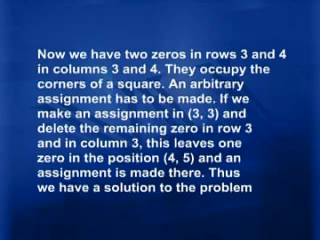 Now we have two zeros in rows 3 and 4
in columns 3 and 4. They occupy the
corners of a square. An arbitrary
assignment has to be made. If we
make an assignment in (3, 3) and
delete the remaining zero in row 3
and in column 3, this leaves one
zero in the position (4, 5) and an
assignment is made there. Thus
we have a solution to the problem